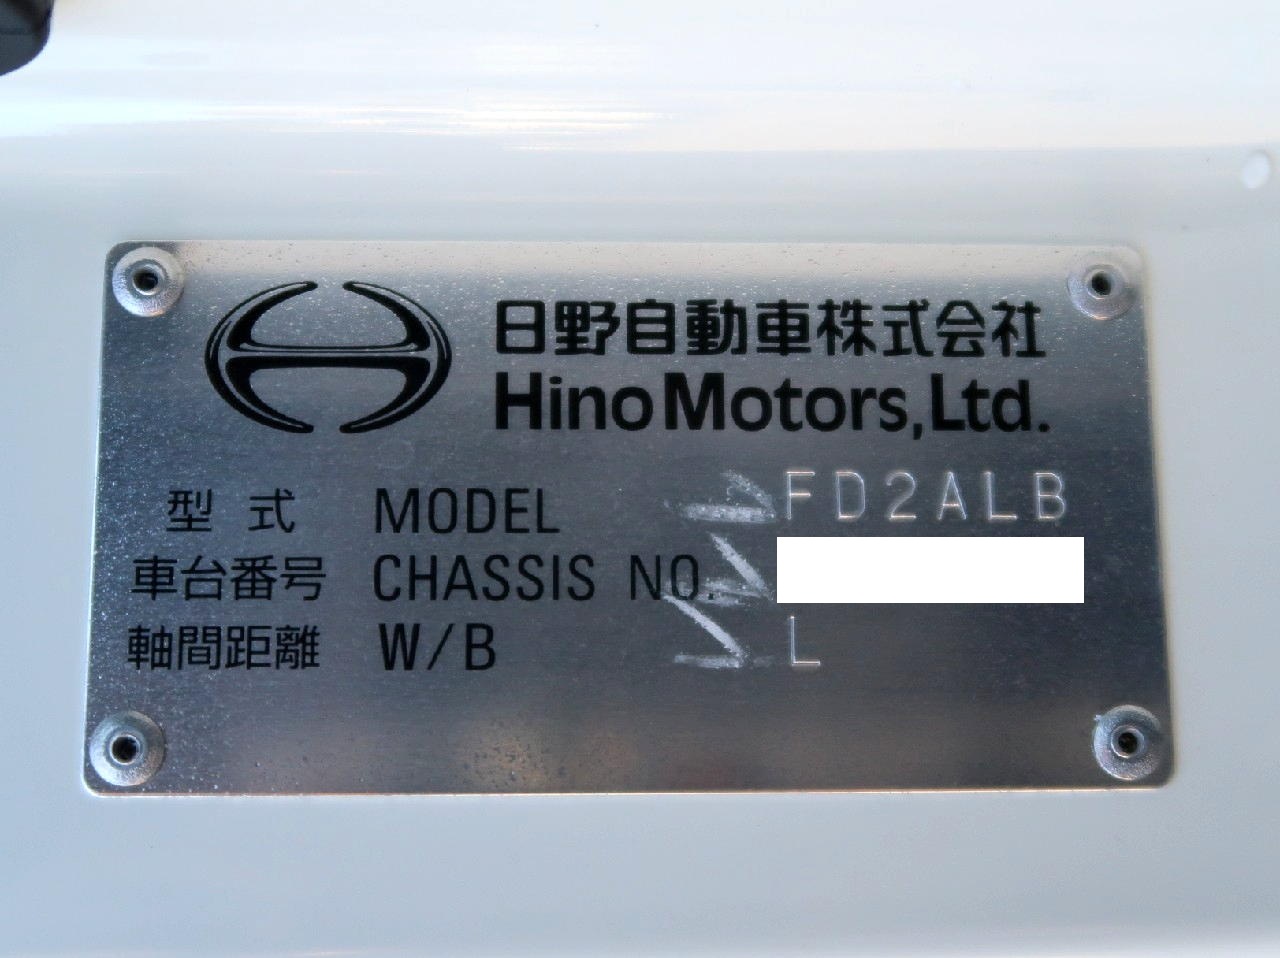 日野自動車株式会社
Hino Motors, Ltd.
型式 MODEL FD2ALB
車台番号 CHASSIS NO.
軸間距離 W/B L